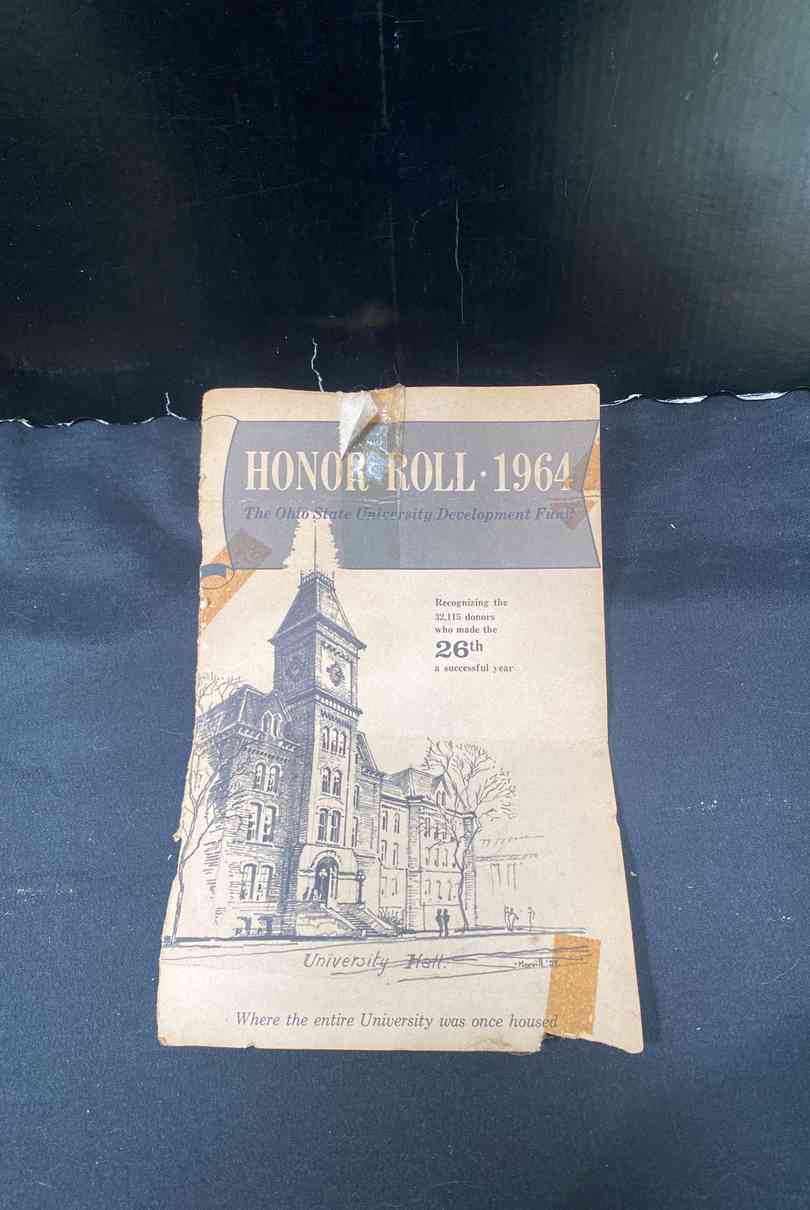 HONOR ROLL · 1964
The Ohio State University Development Fund
Recognizing the
32,115 donors
who made the
26th
a successful year
University Hall.
Where the entire University was once housed